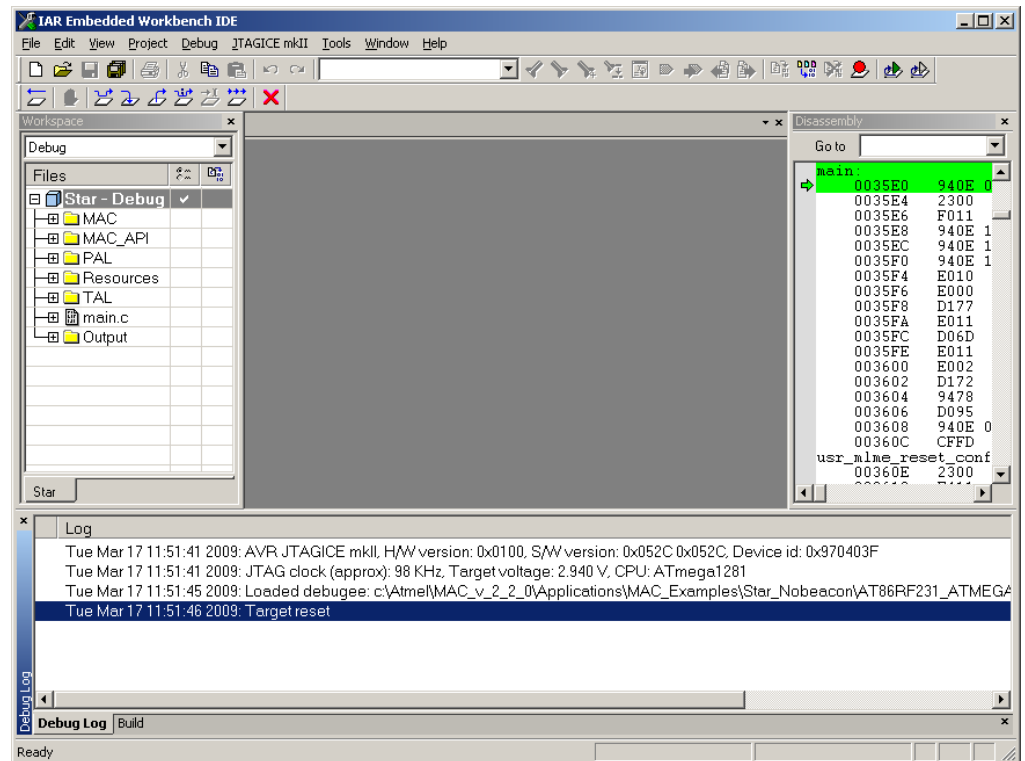 IAR Embedded Workbench IDE
File Edit View Project Debug JTAGICE mkII Tools Window Help
Workspace
Debug
Files
Star - Debug
MAC
MAC_API
PAL
Resources
TAL
main.c
Output
Star
Disassembly
Go to
main:
0035E0 940E 0
0035E4 2300
0035E6 F011
0035E8 940E 1
0035EC 940E 1
0035F0 940E 1
0035F4 E010
0035F6 E000
0035F8 D177
0035FA E011
0035FC D06D
0035FE E011
003600 E002
003602 D172
003604 9478
003606 D095
003608 940E 0
00360C CFFD
usr_mlme_reset_conf
00360E 2300
Log
Tue Mar 17 11:51:41 2009: AVR JTAGICE mkII, H/W version: 0x0100, S/W version: 0x052C 0x052C, Device id: 0x970403F
Tue Mar 17 11:51:41 2009: JTAG clock (approx): 98 KHz, Target voltage: 2.940 V, CPU: ATmega1281
Tue Mar 17 11:51:45 2009: Loaded debugee: c:\Atmel\MAC_v_2_2_0\Applications\MAC_Examples\Star_Nobeacon\AT86RF231_ATMEGA
Tue Mar 17 11:51:46 2009: Target reset
Debug Log
Debug Log Build
Ready